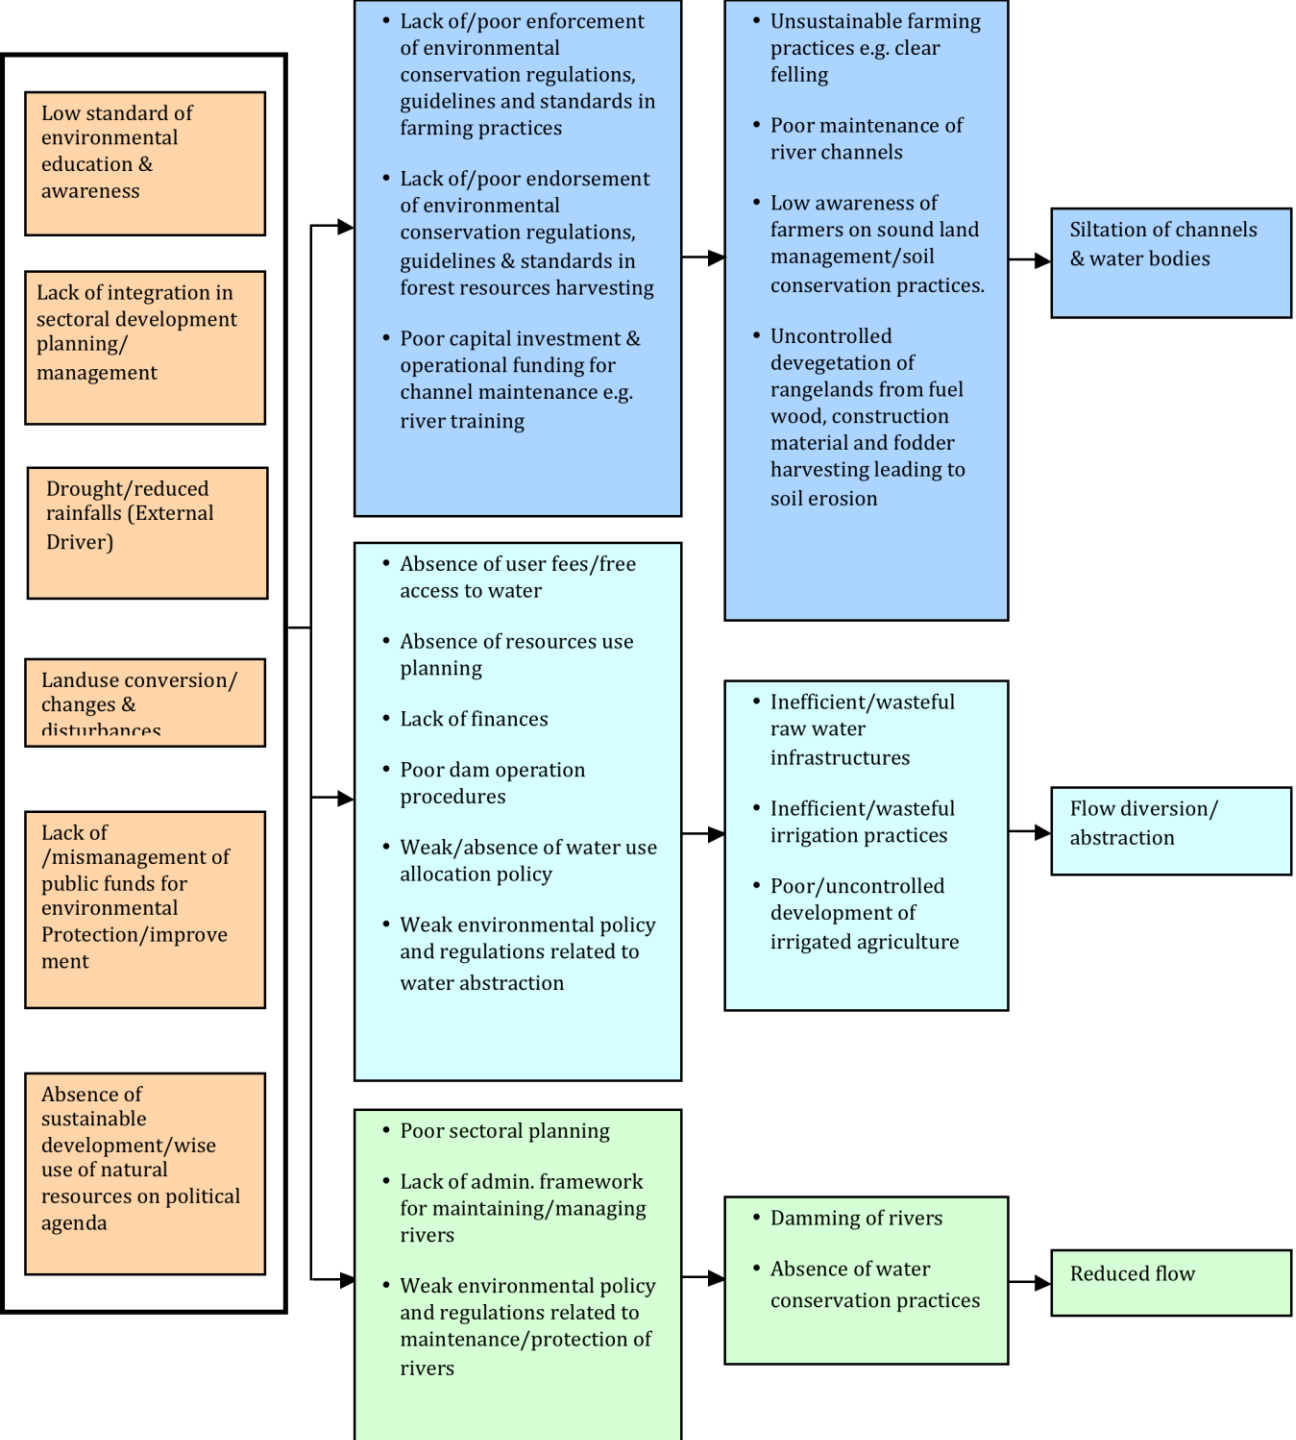 Low standard of
environmental
education &
awareness
Lack of integration in
sectoral development
planning/
management
Drought/reduced
rainfalls (External
Driver)
Landuse conversion/
changes &
disturbances
Lack of
/mismanagement of
public funds for
environmental
Protection/improve
ment
Absence of
sustainable
development/wise
use of natural
resources on political
agenda
• Lack of/poor enforcement
of environmental
conservation regulations,
guidelines and standards in
farming practices
• Lack of/poor endorsement
of environmental
conservation regulations,
guidelines & standards in
forest resources harvesting
• Poor capital investment &
operational funding for
channel maintenance e.g.
river training
• Unsustainable farming
practices e.g. clear
felling
• Poor maintenance of
river channels
• Low awareness of
farmers on sound land
management/soil
conservation practices.
• Uncontrolled
devegetation of
rangelands from fuel
wood, construction
material and fodder
harvesting leading to
soil erosion
Siltation of channels
& water bodies
• Absence of user fees/free
access to water
• Absence of resources use
planning
• Lack of finances
• Poor dam operation
procedures
• Weak/absence of water use
allocation policy
• Weak environmental policy
and regulations related to
water abstraction
• Inefficient/wasteful
raw water
infrastructures
• Inefficient/wasteful
irrigation practices
• Poor/uncontrolled
development of
irrigated agriculture
Flow diversion/
abstraction
• Poor sectoral planning
• Lack of admin. framework
for maintaining/managing
rivers
• Weak environmental policy
and regulations related to
maintenance/protection of
rivers
• Damming of rivers
• Absence of water
conservation practices
Reduced flow